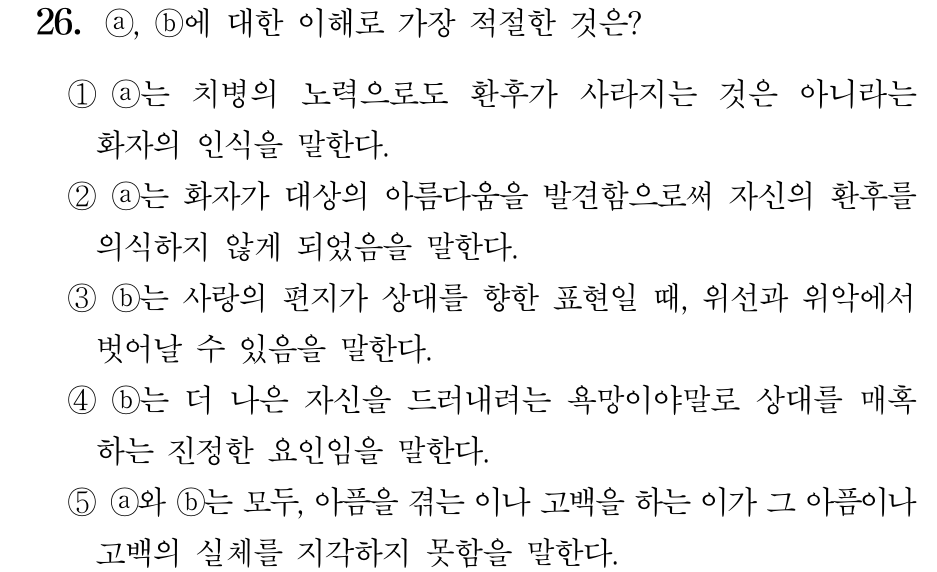 26. ⓐ, ⓑ에 대한 이해로 가장 적절한 것은?
① ⓐ는 치병의 노력으로도 환후가 사라지는 것은 아니라는
화자의 인식을 말한다.
② ⓐ는 화자가 대상의 아름다움을 발견함으로써 자신의 환후를
의식하지 않게 되었음을 말한다.
③ ⓑ는 사랑의 편지가 상대를 향한 표현일 때, 위선과 위악에서
벗어날 수 있음을 말한다.
④ ⓑ는 더 나은 자신을 드러내려는 욕망이야말로 상대를 매혹
하는 진정한 요인임을 말한다.
⑤ ⓐ와 ⓑ는 모두, 아픔을 겪는 이나 고백을 하는 이가 그 아픔이나
고백의 실체를 지각하지 못함을 말한다.